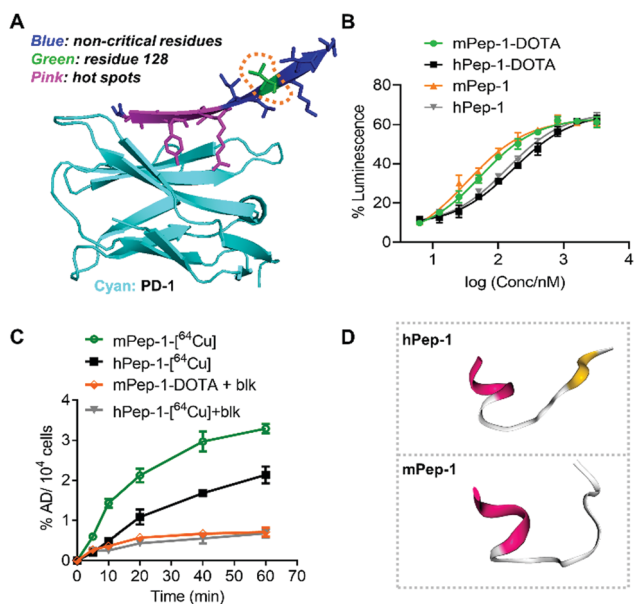 A
Blue: non-critical residues
Green: residue 128
Pink: hot spots
Cyan: PD-1
B
mPep-1-DOTA
hPep-1-DOTA
mPep-1
hPep-1
% Luminescence
80
60
40
20
0
1
2
3
4
log (Conc/nM)
C
mPep-1-[⁶⁴Cu]
hPep-1-[⁶⁴Cu]
mPep-1-DOTA + blk
hPep-1-[⁶⁴Cu]+blk
% AD/ 10⁴ cells
4
3
2
1
0
0
10
20
30
40
50
60
70
Time (min)
D
hPep-1
mPep-1